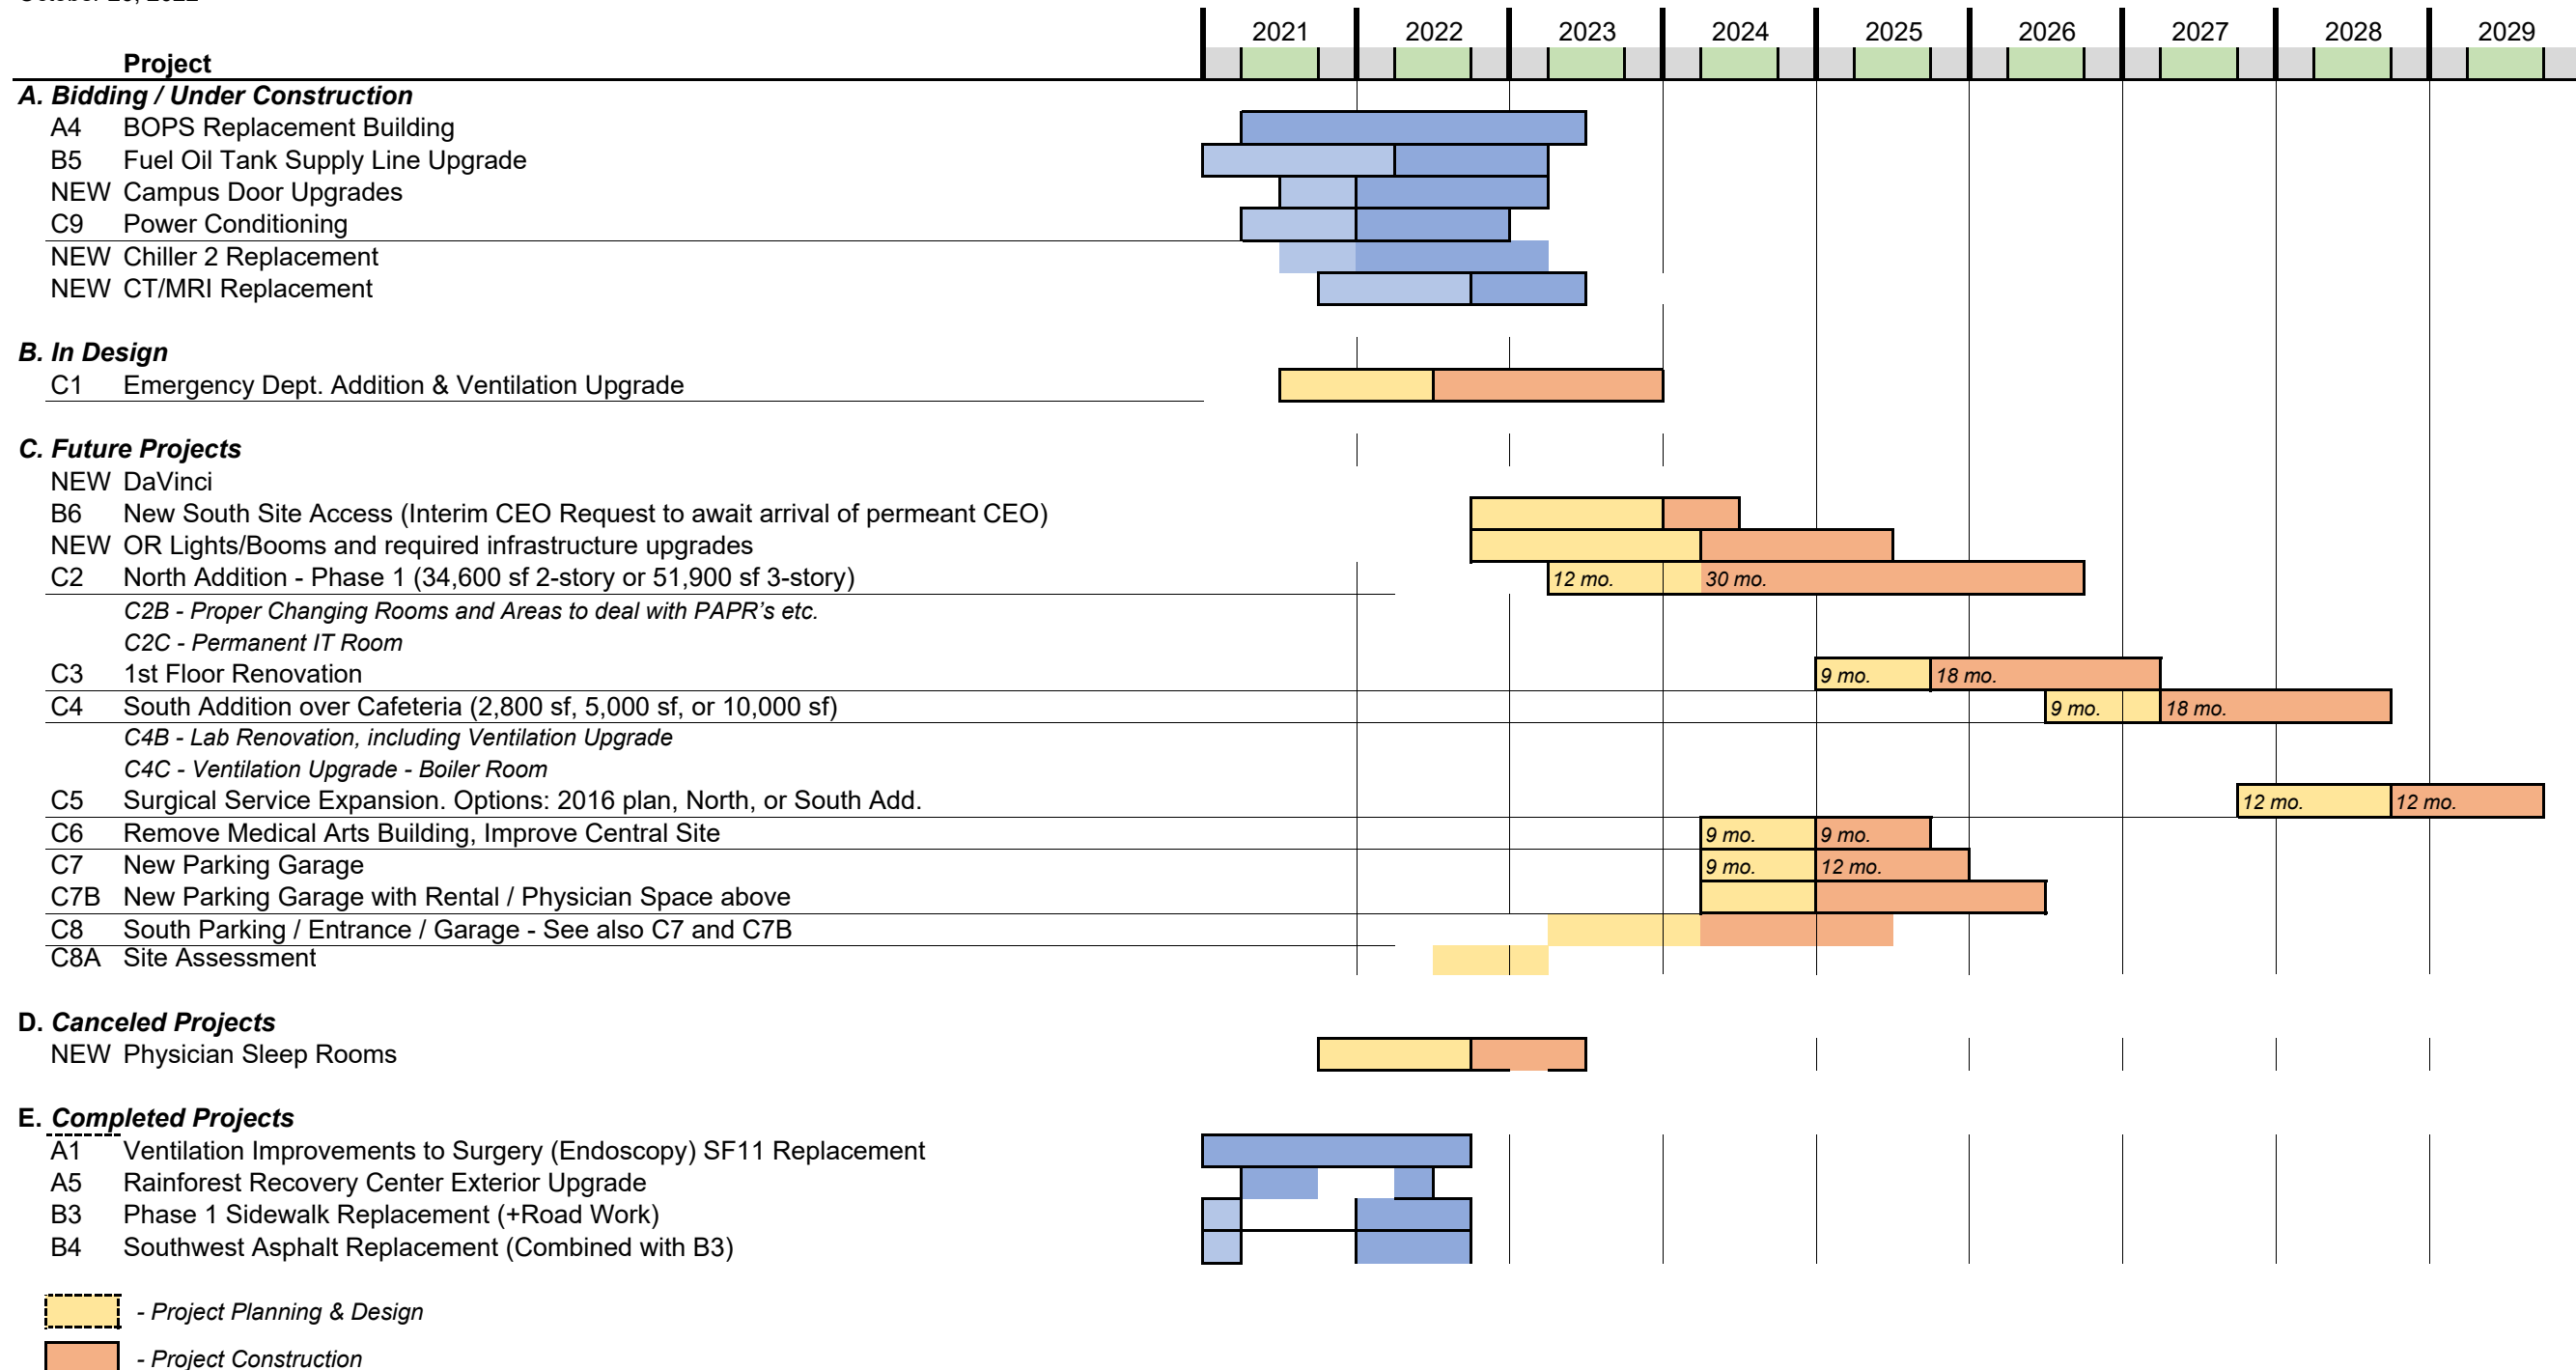 2021 2022 2023 2024 2025 2026 2027 2028 2029
Project
A. Bidding / Under Construction
A4 BOPS Replacement Building
B5 Fuel Oil Tank Supply Line Upgrade
NEW Campus Door Upgrades
C9 Power Conditioning
NEW Chiller 2 Replacement
NEW CT/MRI Replacement
B. In Design
C1 Emergency Dept. Addition & Ventilation Upgrade
C. Future Projects
NEW DaVinci
B6 New South Site Access (Interim CEO Request to await arrival of permeant CEO)
NEW OR Lights/Booms and required infrastructure upgrades
C2 North Addition - Phase 1 (34,600 sf 2-story or 51,900 sf 3-story) 12 mo. 30 mo.
C2B - Proper Changing Rooms and Areas to deal with PAPR's etc.
C2C - Permanent IT Room
C3 1st Floor Renovation 9 mo. 18 mo.
C4 South Addition over Cafeteria (2,800 sf, 5,000 sf, or 10,000 sf) 9 mo. 18 mo.
C4B - Lab Renovation, including Ventilation Upgrade
C4C - Ventilation Upgrade - Boiler Room
C5 Surgical Service Expansion. Options: 2016 plan, North, or South Add. 12 mo. 12 mo.
C6 Remove Medical Arts Building, Improve Central Site 9 mo. 9 mo.
C7 New Parking Garage 9 mo. 12 mo.
C7B New Parking Garage with Rental / Physician Space above
C8 South Parking / Entrance / Garage - See also C7 and C7B
C8A Site Assessment
D. Canceled Projects
NEW Physician Sleep Rooms
E. Completed Projects
A1 Ventilation Improvements to Surgery (Endoscopy) SF11 Replacement
A5 Rainforest Recovery Center Exterior Upgrade
B3 Phase 1 Sidewalk Replacement (+Road Work)
B4 Southwest Asphalt Replacement (Combined with B3)
- Project Planning & Design
- Project Construction